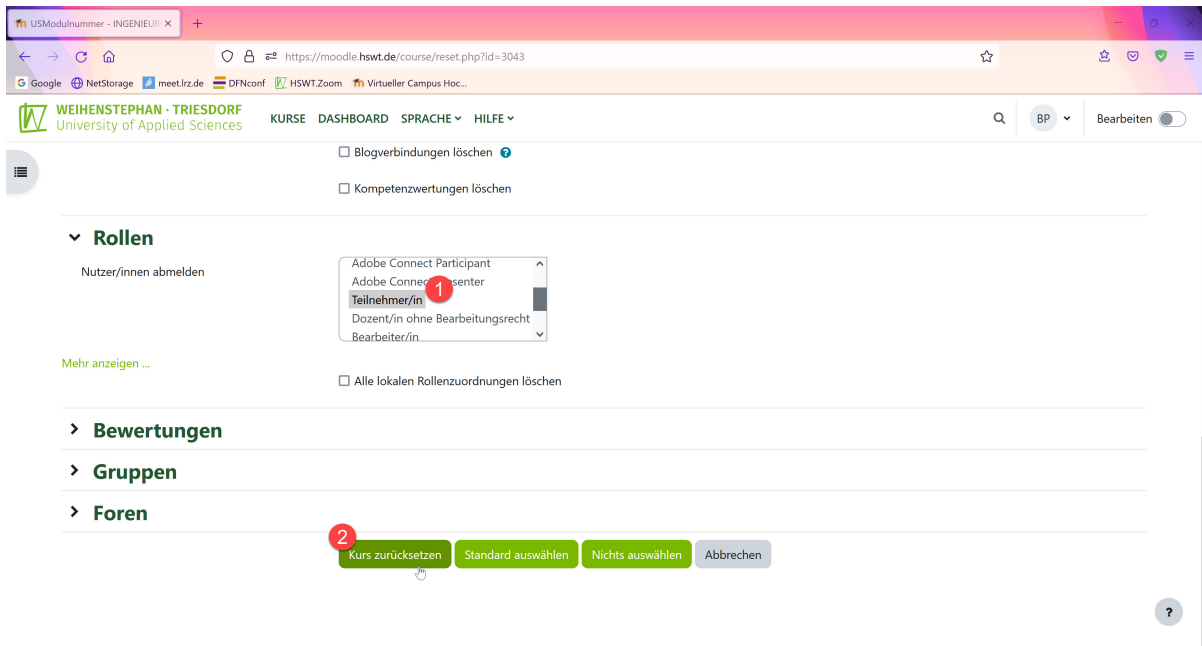 USModulnummer - INGENIEUR
https://moodle.hswt.de/course/reset.php?id=3043
Google NetStorage meet.lrz.de DFNconf HSWT.Zoom Virtueller Campus Hoc...
WEIHENSTEPHAN · TRIESDORF
University of Applied Sciences
KURSE DASHBOARD SPRACHE HILFE BP Bearbeiten
Blogverbindungen löschen ?
Kompetenzwertungen löschen
Rollen
Nutzer/innen abmelden
Adobe Connect Participant
Adobe Connect Presenter
1
Teilnehmer/in
Dozent/in ohne Bearbeitungsrecht
Bearbeiter/in
Mehr anzeigen ...
Alle lokalen Rollenzuordnungen löschen
Bewertungen
Gruppen
Foren
2
Kurs zurücksetzen Standard auswählen Nichts auswählen Abbrechen
?